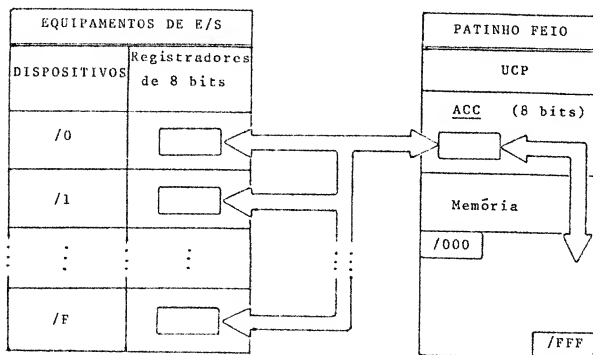 EQUIPAMENTOS DE E/S
DISPOSITIVOS
Registradores
de 8 bits
/0
/1
/F
PATINHO FEIO
UCP
ACC (8 bits)
Memória
/000
/FFF